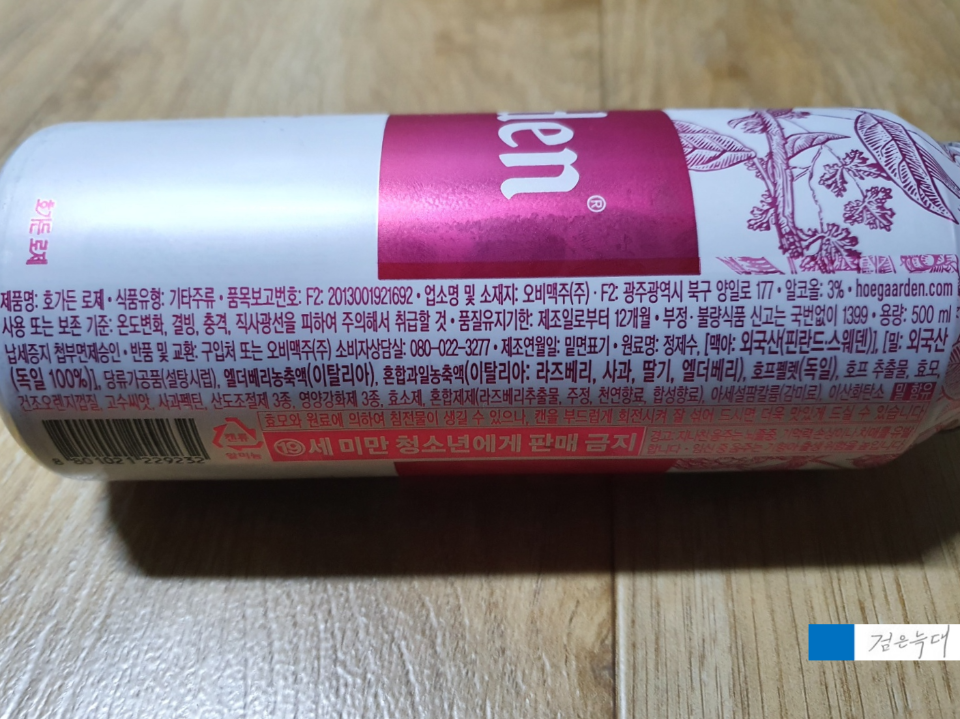 den®
호가든 로제
제품명: 호가든 로제 • 식품유형: 기타주류 • 품목보고번호: F2: 2013001921692 • 업소명 및 소재지: 오비맥주(주) · F2: 광주광역시 북구 양일로 177 • 알코올: 3% • hoegaarden.com
사용 또는 보존 기준: 온도변화, 결빙, 충격, 직사광선을 피하여 주의해서 취급할 것 • 품질유지기한: 제조일로부터 12개월 • 부정·불량식품 신고는 국번없이 1399 • 용량: 500 ml
납세증지 첩부면제승인 • 반품 및 교환: 구입처 또는 오비맥주(주) 소비자상담실: 080-022-3277 • 제조연월일: 밑면표기 • 원료명: 정제수, [맥아: 외국산(핀란드·스웨덴)], [밀: 외국산
(독일 100%)], 당류가공품(설탕시럽), 엘더베리농축액(이탈리아), 혼합과일농축액(이탈리아: 라즈베리, 사과, 딸기, 엘더베리), 호프펠렛(독일), 호프 추출물, 효모
건조오렌지껍질, 고수씨앗, 사과펙틴, 산도조절제 3종, 영양강화제 3종, 효소제, 혼합제제(라즈베리추출물, 주정, 천연향료, 합성향료), 아세설팜칼륨(감미료), 이산화탄소 밀 함유
효모와 원료에 의하여 침전물이 생길 수 있으나, 캔을 부드럽게 회전시켜 잘 섞어 드시면 더욱 맛있게 드실 수 있습니다
캔류
알미늄
19세 미만 청소년에게 판매 금지
경고: 지나친 음주는
229232
검은늑대